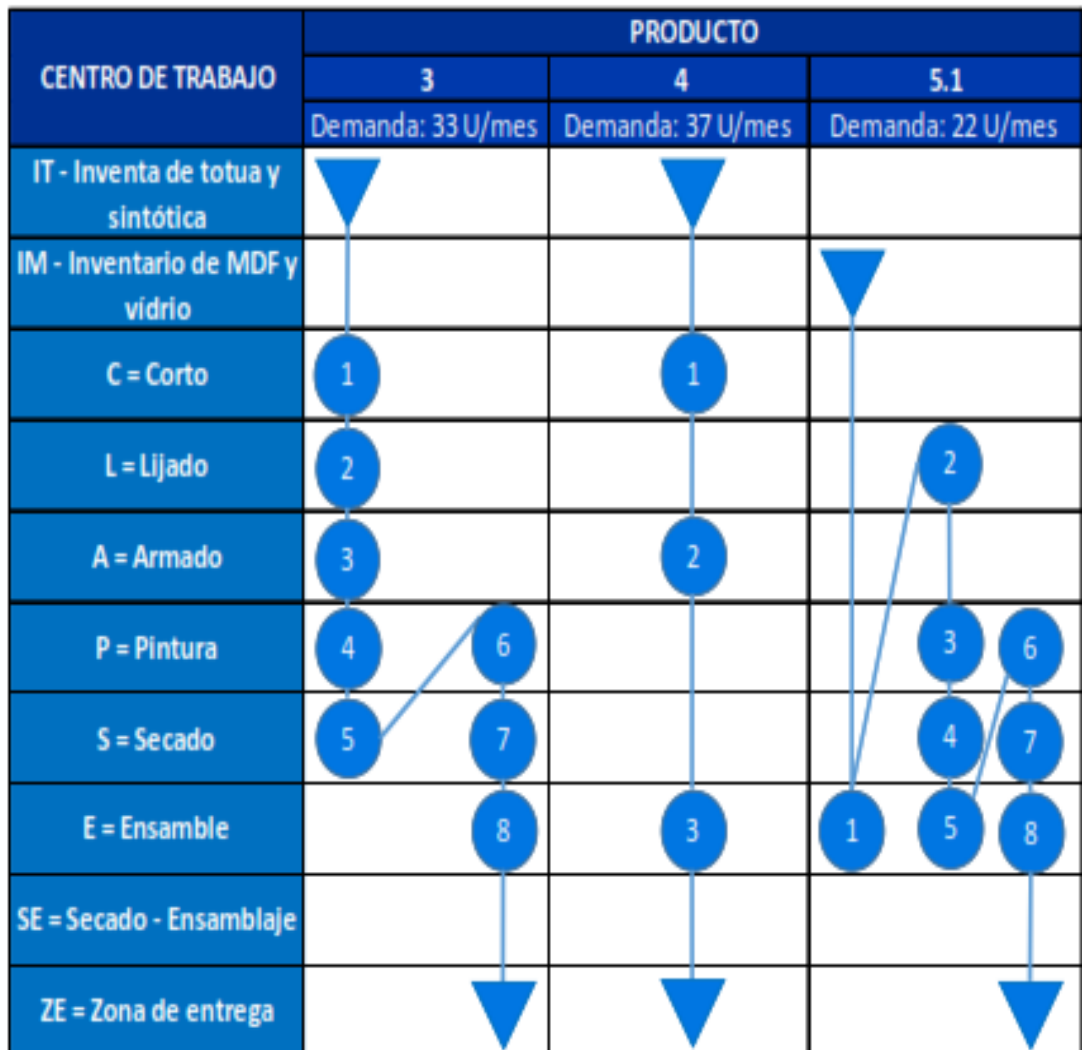 CENTRO DE TRABAJO
PRODUCTO
3
4
5.1
Demanda: 33 U/mes
Demanda: 37 U/mes
Demanda: 22 U/mes
IT - Inventa de totua y
sintótica
IM - Inventario de MDF y
vídrio
C = Corto
1
1
L = Lijado
2
2
A = Armado
3
2
P = Pintura
4
6
3
6
S = Secado
5
7
4
7
E = Ensamble
8
3
1
5
8
SE = Secado - Ensamblaje
ZE = Zona de entrega